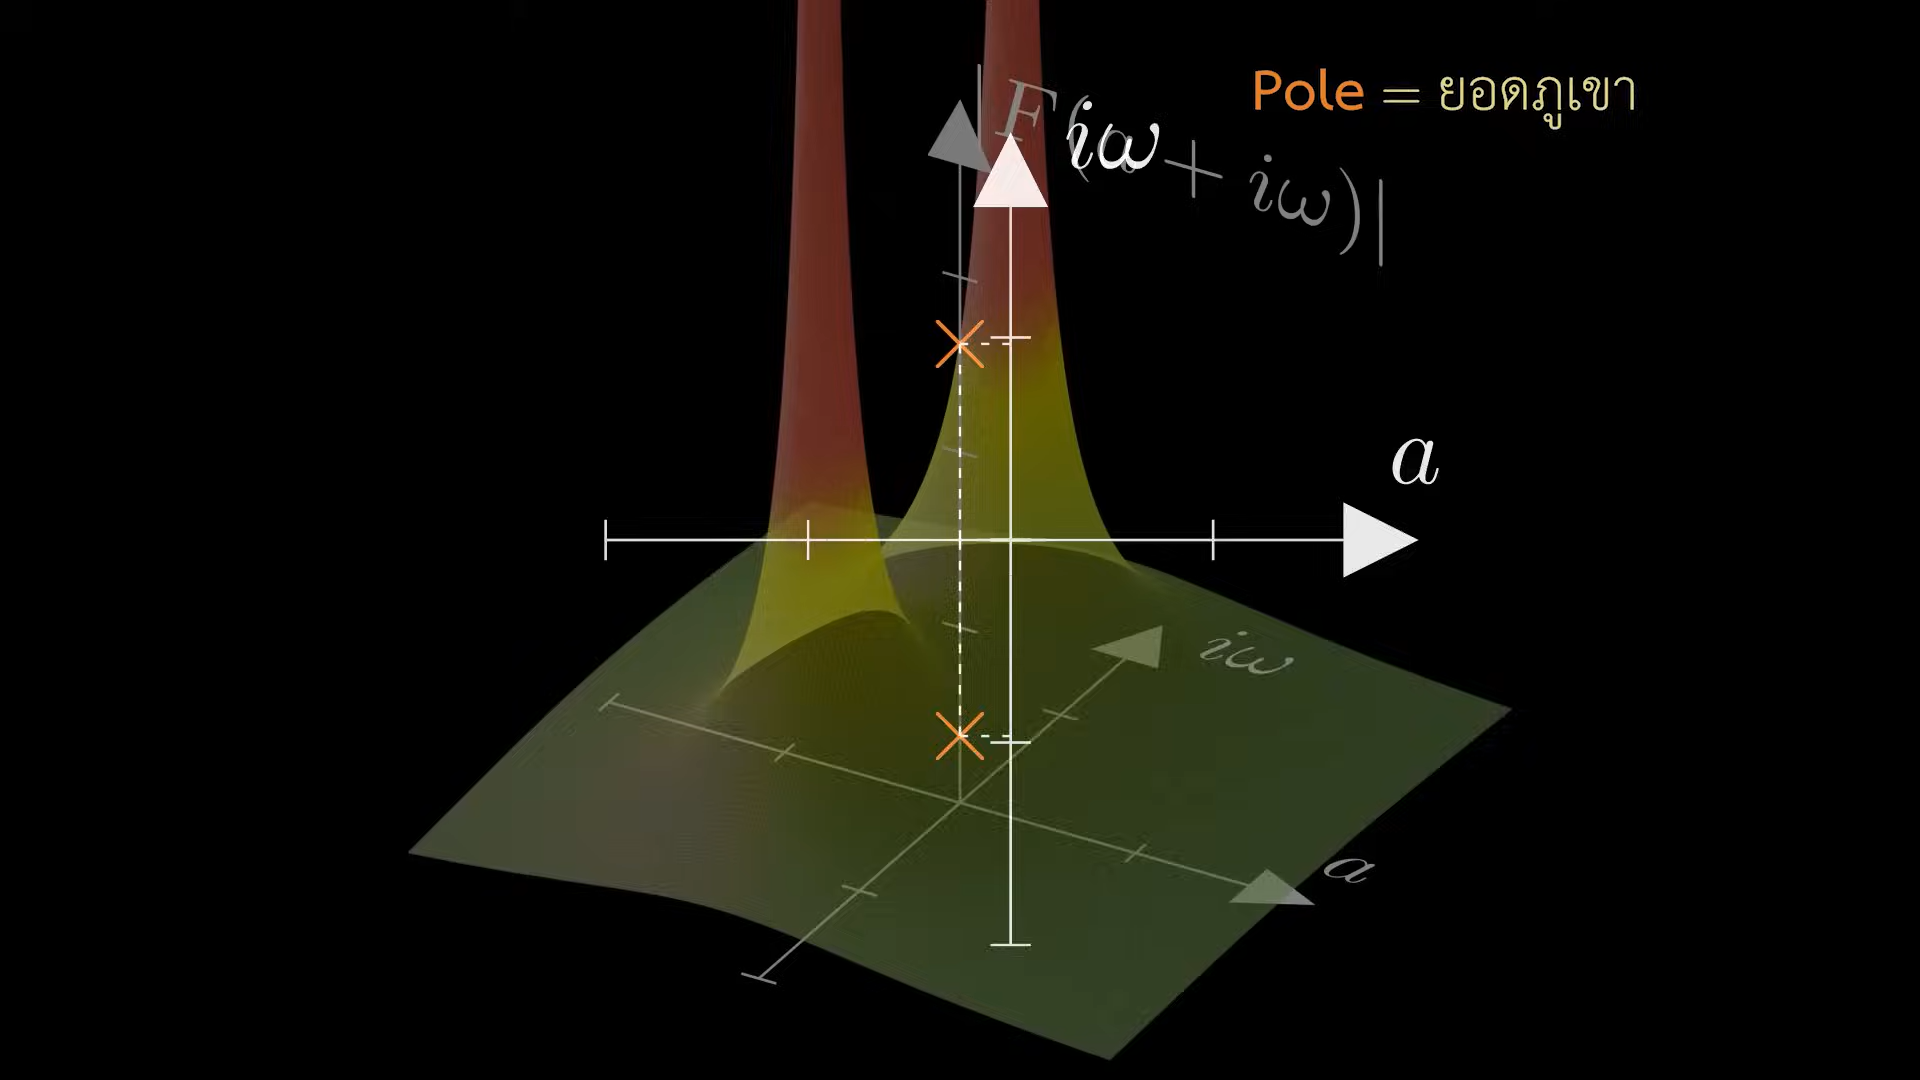 Pole = ยอดภูเขา
|F(a + iω)|
iω
a
iω
a